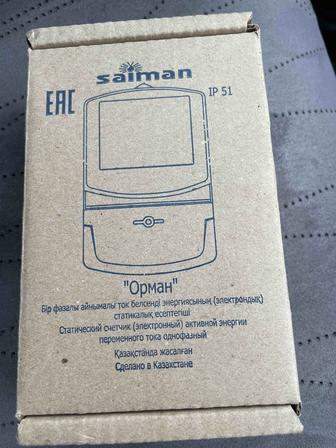 saiman
EAC
IP 51
"Орман"
Бір фазалы айнымалы ток белсенді энергиясының (электрондық)
статикалық есептегіші
Статический счетчик (электронный) активной энергии
переменного тока однофазный
Қазақстанда жасалған
Сделано в Казахстане